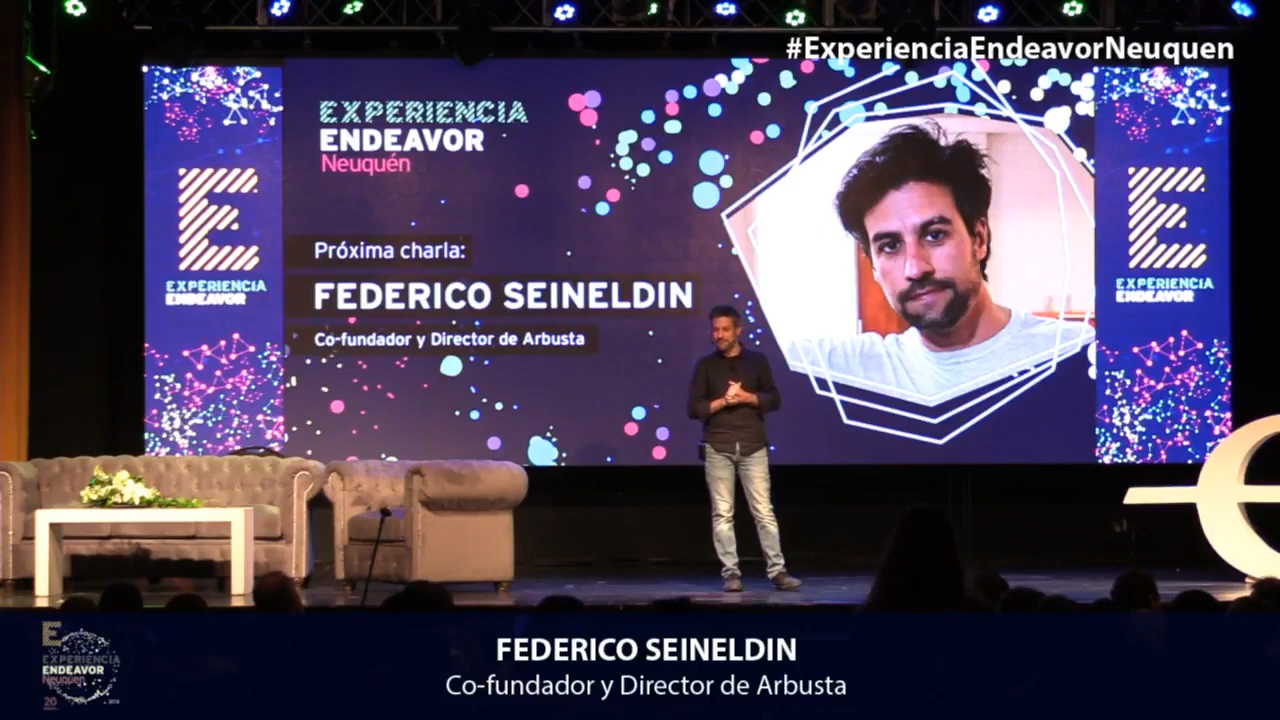 #ExperienciaEndeavorNeuquen
EXPERIENCIA
ENDEAVOR
Neuquén
Próxima charla:
FEDERICO SEINELDIN
Co-fundador y Director de Arbusta
E
EXPERIENCIA
ENDEAVOR
E
EXPERIENCIA
ENDEAVOR
FEDERICO SEINELDIN
Co-fundador y Director de Arbusta
E
EXPERIENCIA
ENDEAVOR
Neuquén
20